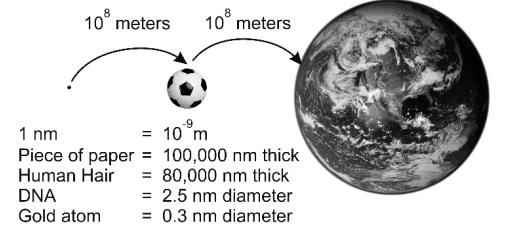 10⁸ meters
10⁸ meters
1 nm = 10⁻⁹m
Piece of paper = 100,000 nm thick
Human Hair = 80,000 nm thick
DNA = 2.5 nm diameter
Gold atom = 0.3 nm diameter